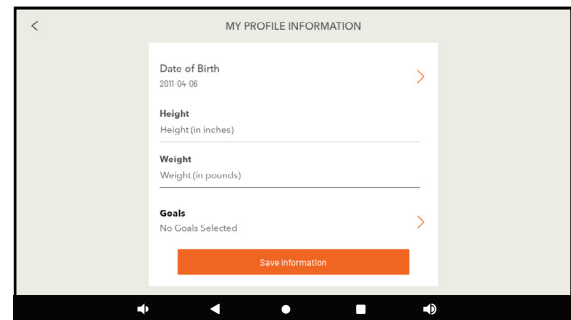 MY PROFILE INFORMATION
Date of Birth
2011-04-06
Height
Height (in inches)
Weight
Weight (in pounds)
Goals
No Goals Selected
Save Information